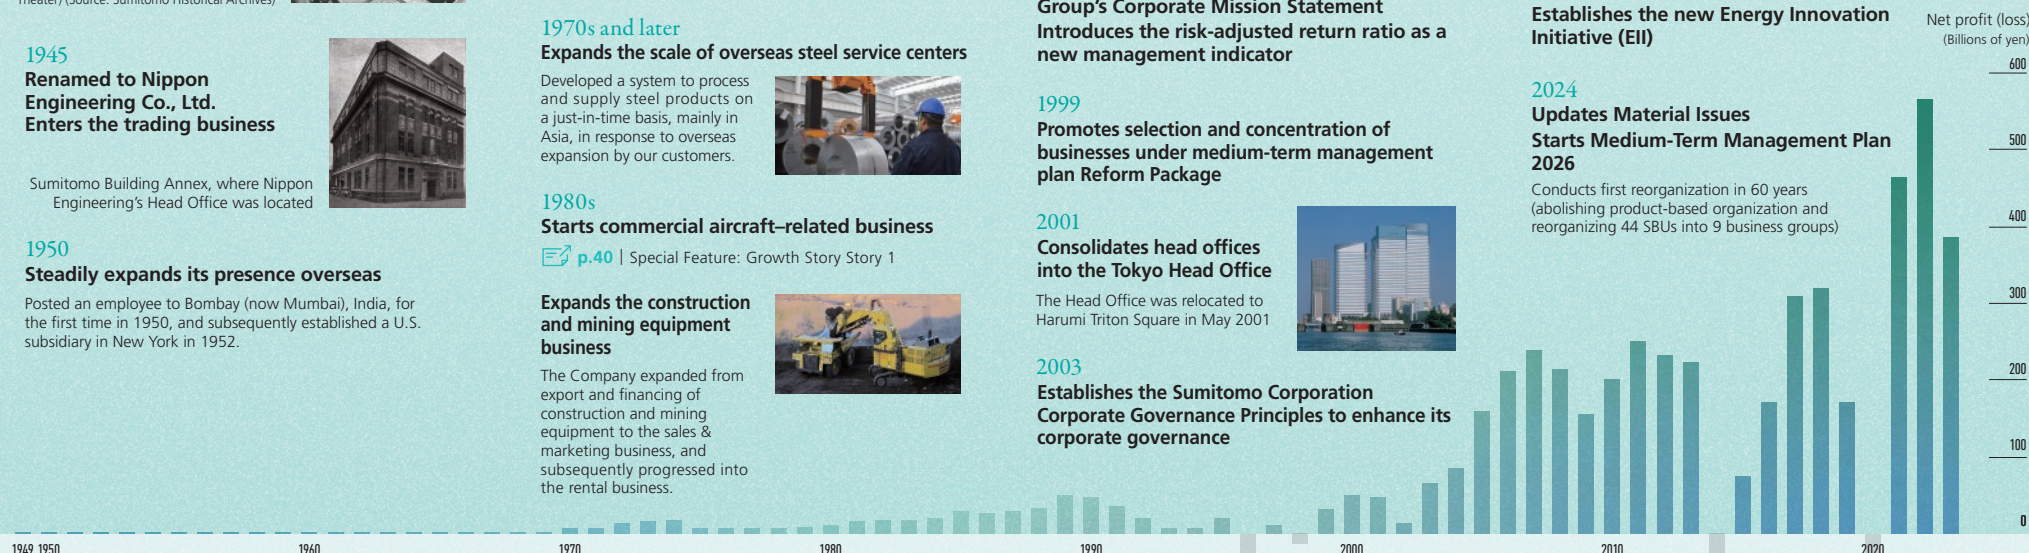 Theater) (Source: Sumitomo Historical Archives)
1945
Renamed to Nippon
Engineering Co., Ltd.
Enters the trading business
Sumitomo Building Annex, where Nippon
Engineering's Head Office was located
1950
Steadily expands its presence overseas
Posted an employee to Bombay (now Mumbai), India, for
the first time in 1950, and subsequently established a U.S.
subsidiary in New York in 1952.
1970s and later
Expands the scale of overseas steel service centers
Developed a system to process
and supply steel products on
a just-in-time basis, mainly in
Asia, in response to overseas
expansion by our customers.
1980s
Starts commercial aircraft–related business
p.40 | Special Feature: Growth Story Story 1
Expands the construction
and mining equipment
business
The Company expanded from
export and financing of
construction and mining
equipment to the sales &
marketing business, and
subsequently progressed into
the rental business.
Group's Corporate Mission Statement
Introduces the risk-adjusted return ratio as a
new management indicator
1999
Promotes selection and concentration of
businesses under medium-term management
plan Reform Package
2001
Consolidates head offices
into the Tokyo Head Office
The Head Office was relocated to
Harumi Triton Square in May 2001
2003
Establishes the Sumitomo Corporation
Corporate Governance Principles to enhance its
corporate governance
Establishes the new Energy Innovation
Initiative (EII)
2024
Updates Material Issues
Starts Medium-Term Management Plan
2026
Conducts first reorganization in 60 years
(abolishing product-based organization and
reorganizing 44 SBUs into 9 business groups)
Net profit (loss)
(Billions of yen)
600
500
400
300
200
100
0
1949 1950 1960 1970 1980 1990 2000 2010 2020